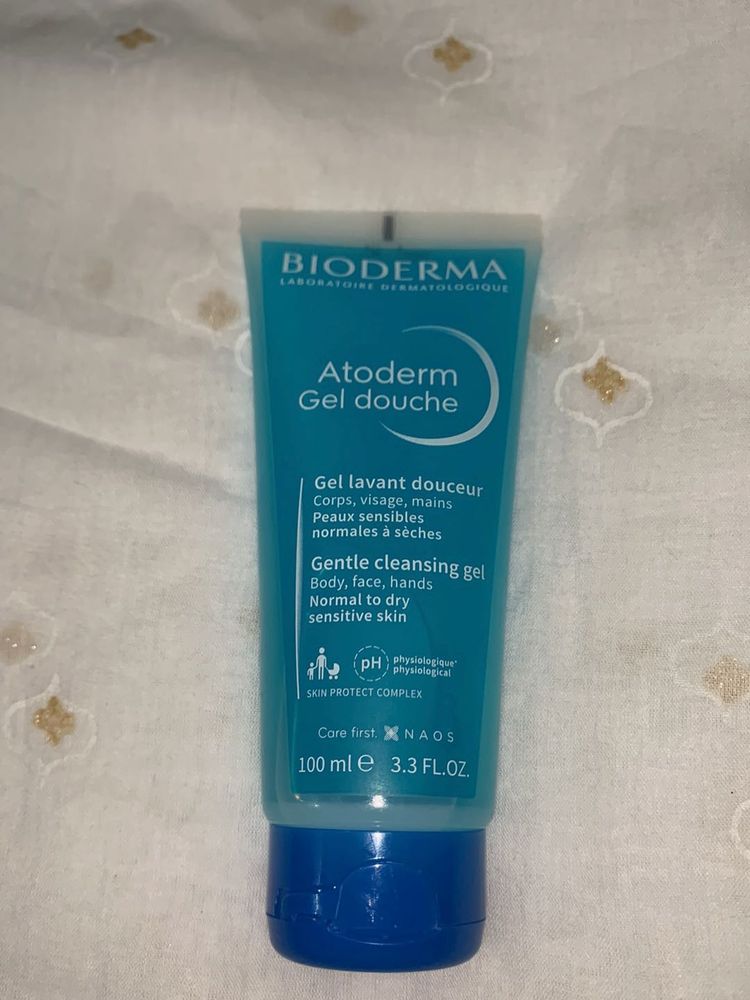 BIODERMA
LABORATOIRE DERMATOLOGIQUE
Atoderm
Gel douche
Gel lavant douceur
Corps, visage, mains
Peaux sensibles
normales à sèches
Gentle cleansing gel
Body, face, hands
Normal to dry
sensitive skin
pH physiologique*
physiological
SKIN PROTECT COMPLEX
Care first. NAOS
100 ml e 3.3 FL.OZ.